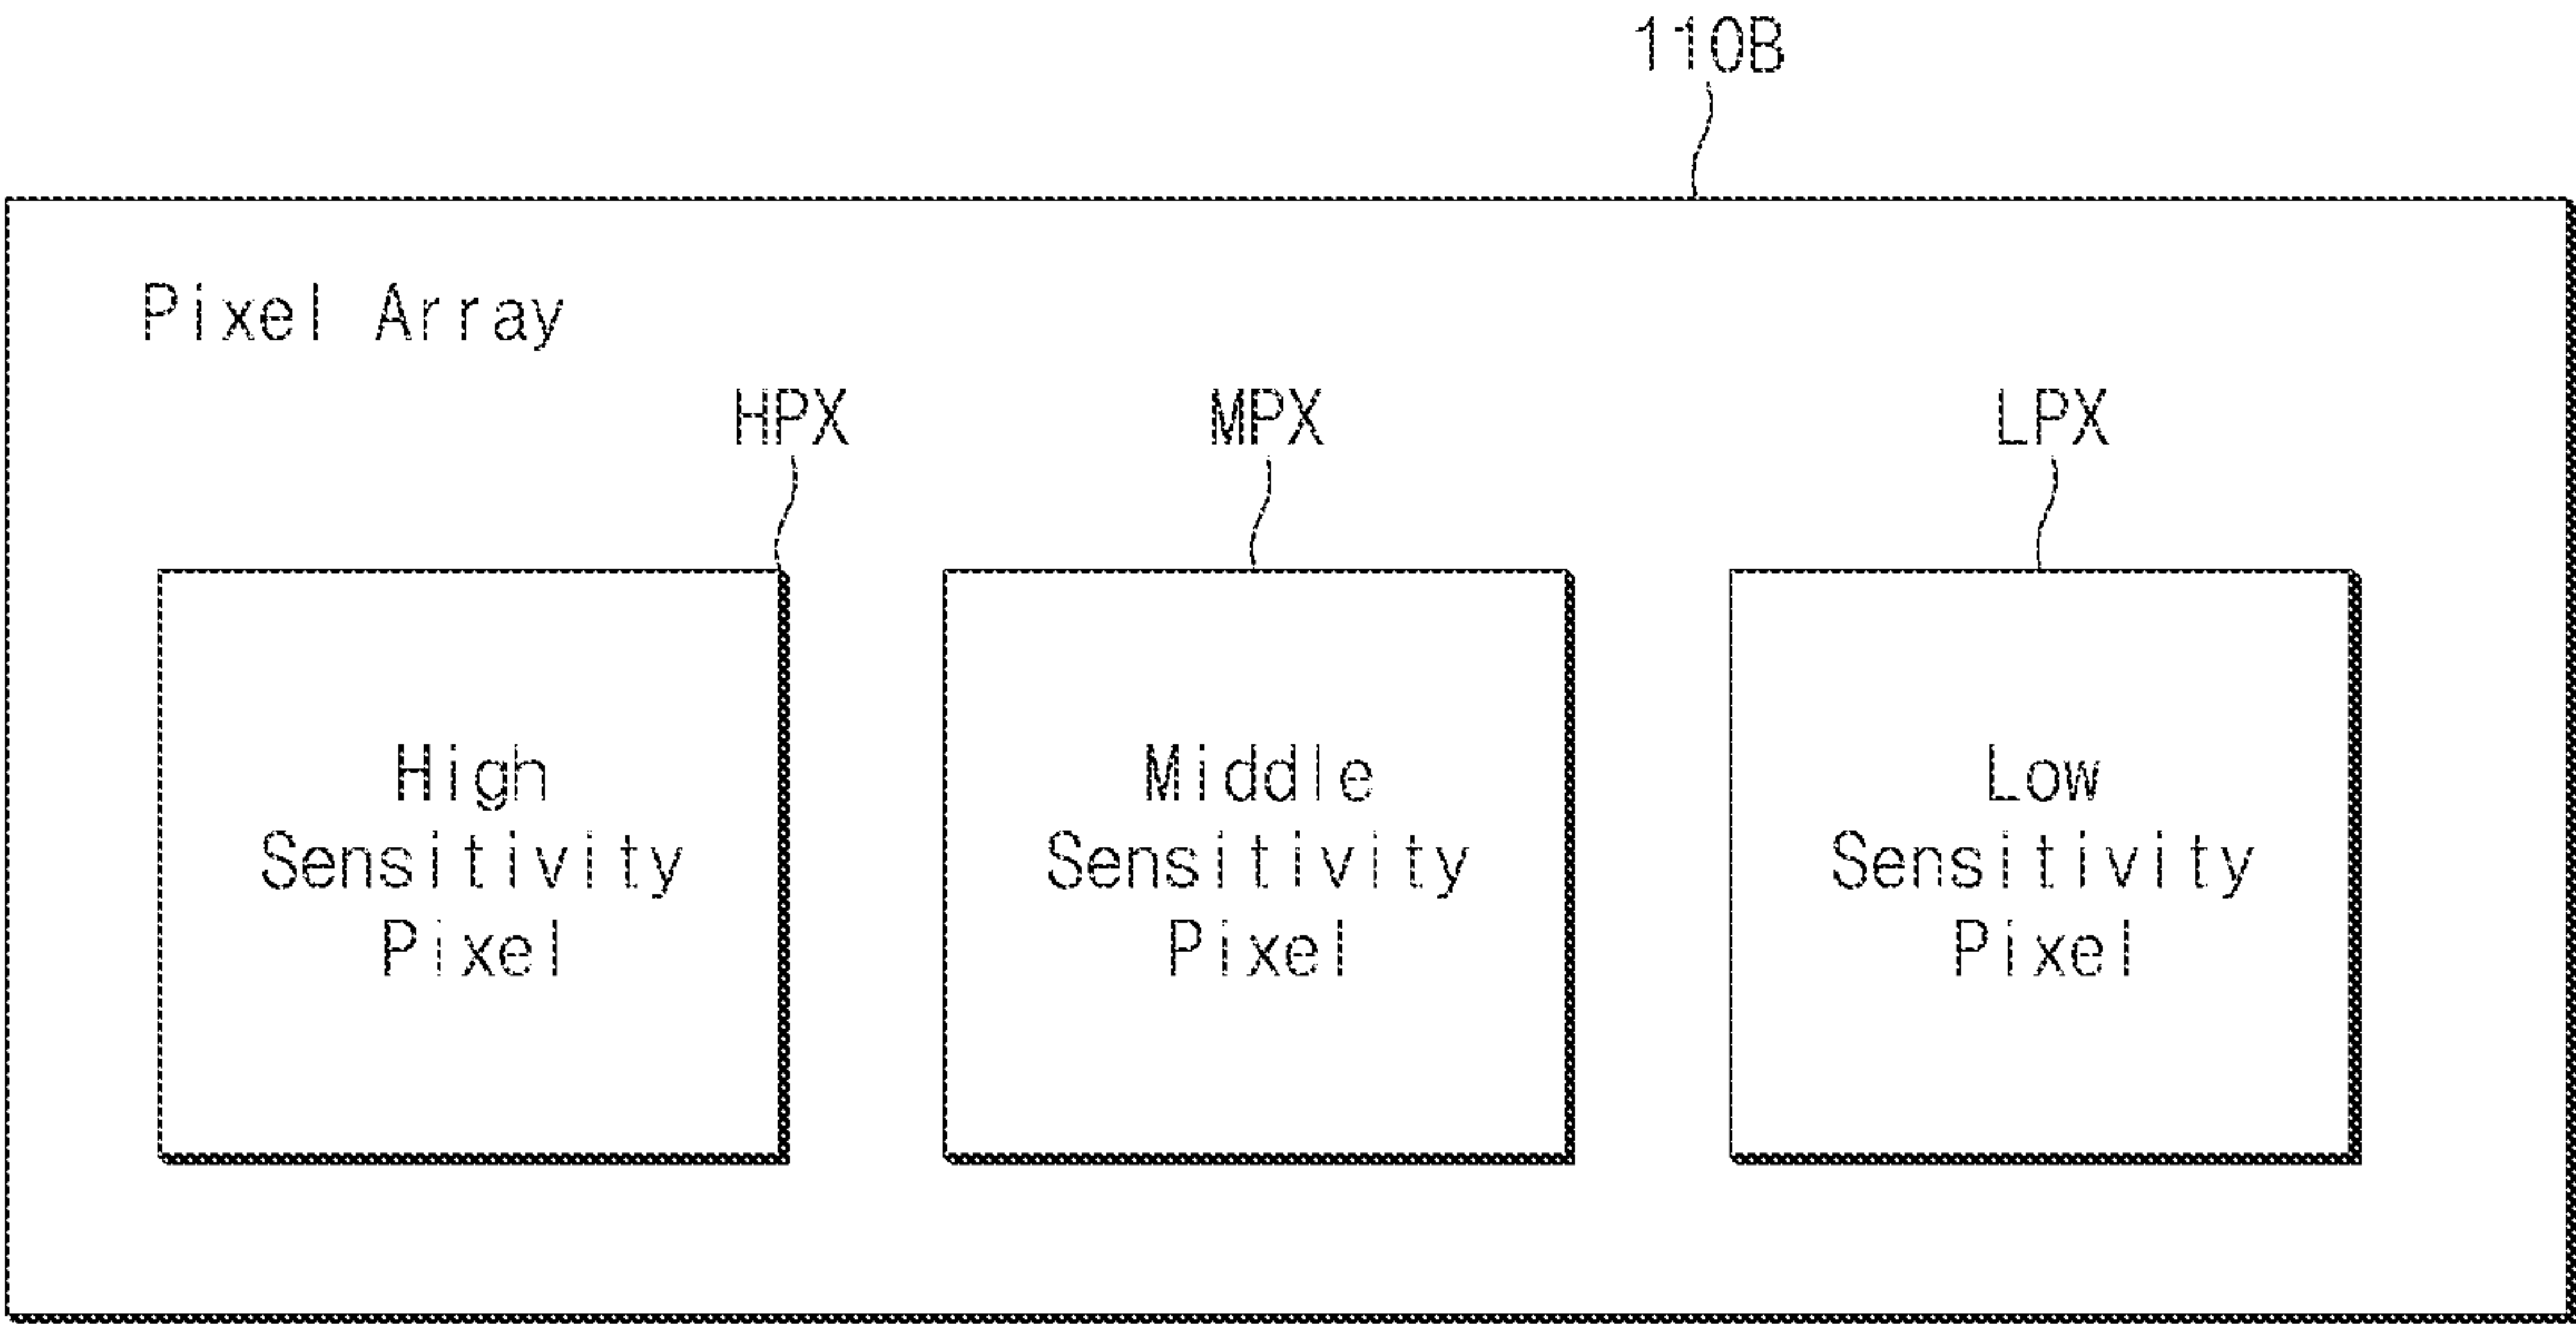 110B
Pixel Array
HPX
MPX
LPX
High
Sensitivity
Pixel
Middle
Sensitivity
Pixel
Low
Sensitivity
Pixel